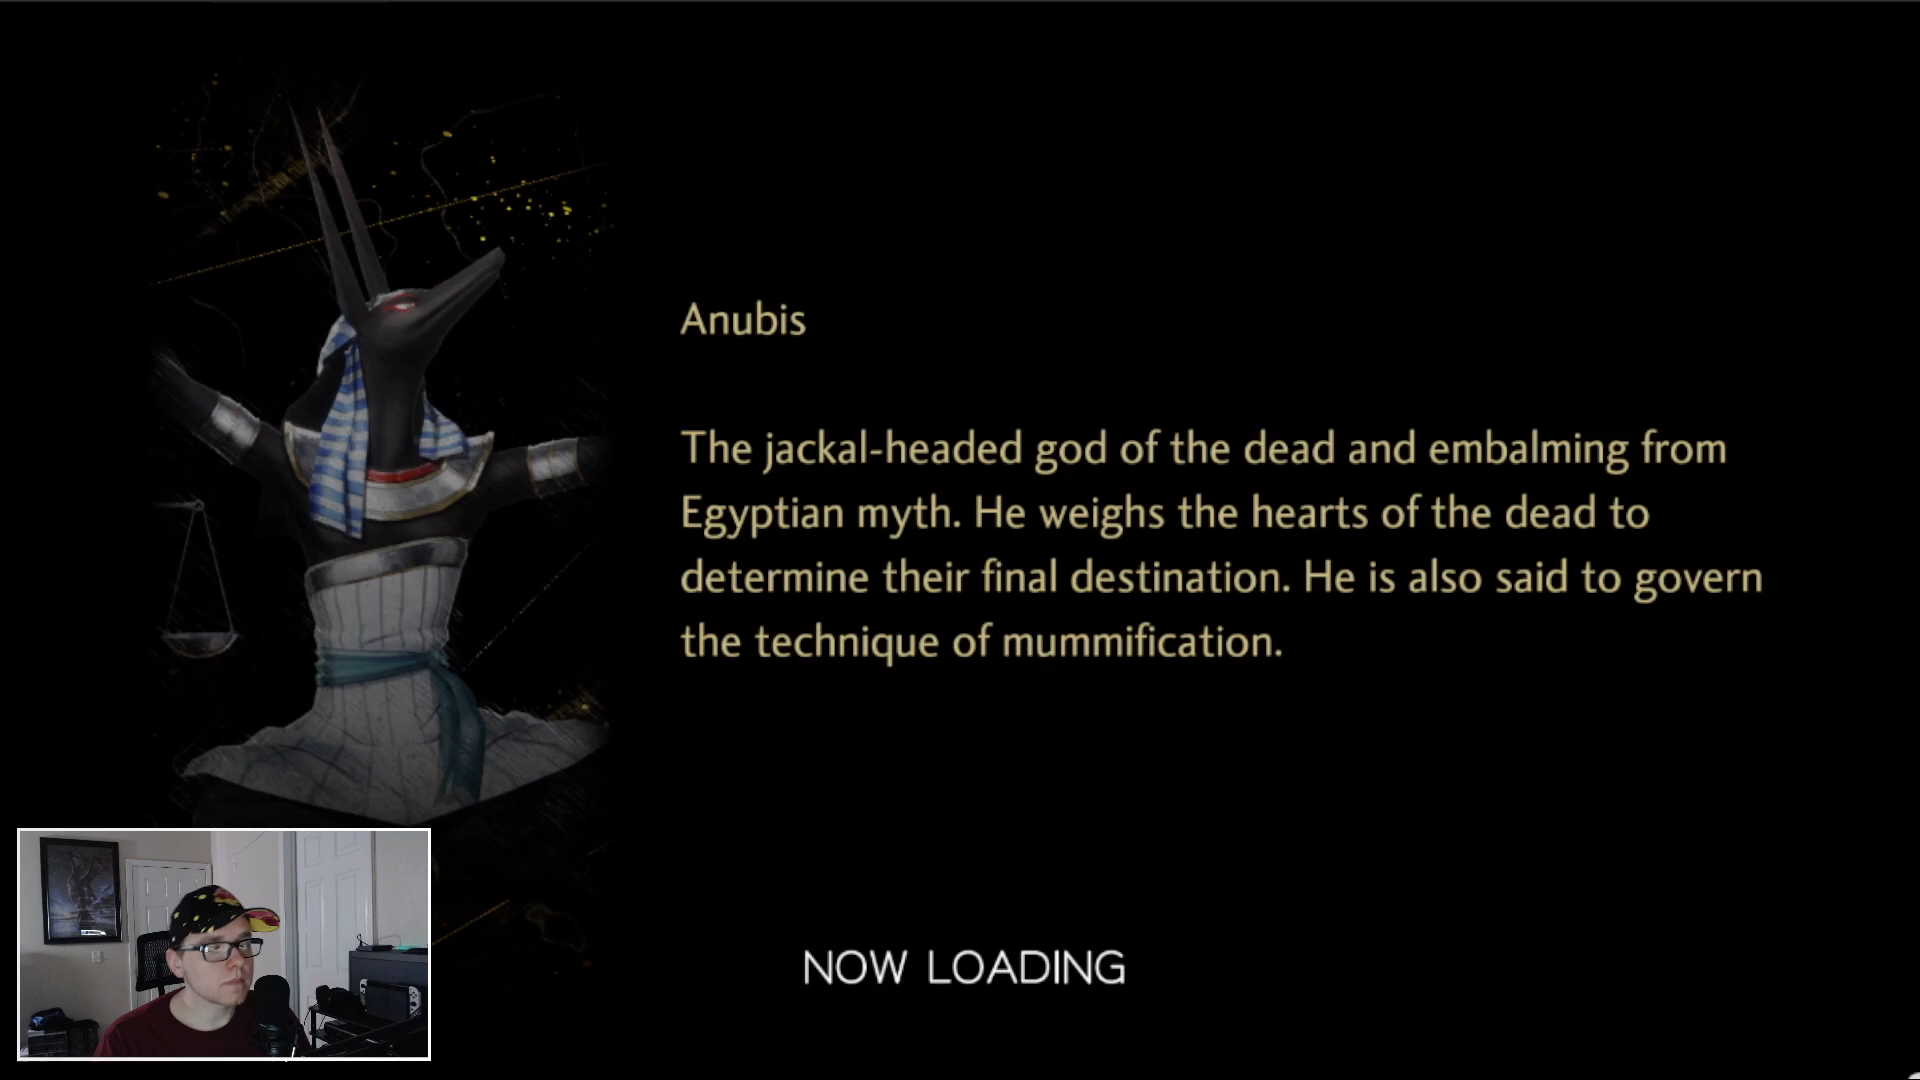 Anubis
The jackal-headed god of the dead and embalming from
Egyptian myth. He weighs the hearts of the dead to
determine their final destination. He is also said to govern
the technique of mummification.
NOW LOADING